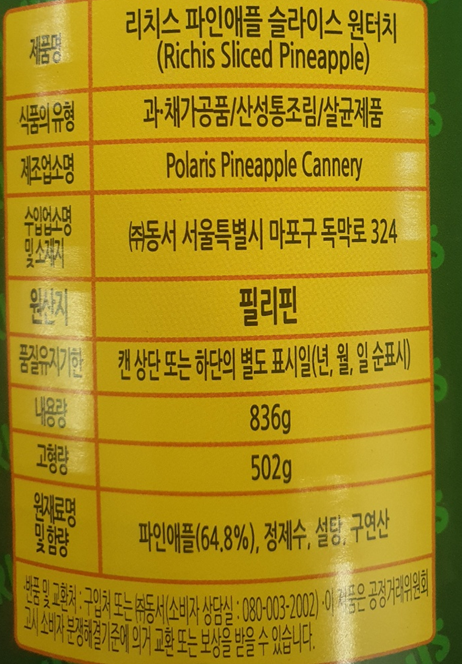 제품명 리치스 파인애플 슬라이스 원터치
(Richis Sliced Pineapple)
식품의 유형 과·채가공품/산성통조림/살균제품
제조업소명 Polaris Pineapple Cannery
수입업소명
및 소재지 ㈜동서 서울특별시 마포구 독막로 324
원산지 필리핀
품질유지기한 캔 상단 또는 하단의 별도 표시일(년, 월, 일 순표시)
내용량 836g
고형량 502g
원재료명
및 함량 파인애플(64.8%), 정제수, 설탕, 구연산
·반품 및 교환처 : 구입처 또는 ㈜동서(소비자 상담실 : 080-003-2002) ·이 제품은 공정거래위원회
고시 소비자 분쟁해결기준에 의거 교환 또는 보상을 받을 수 있습니다.